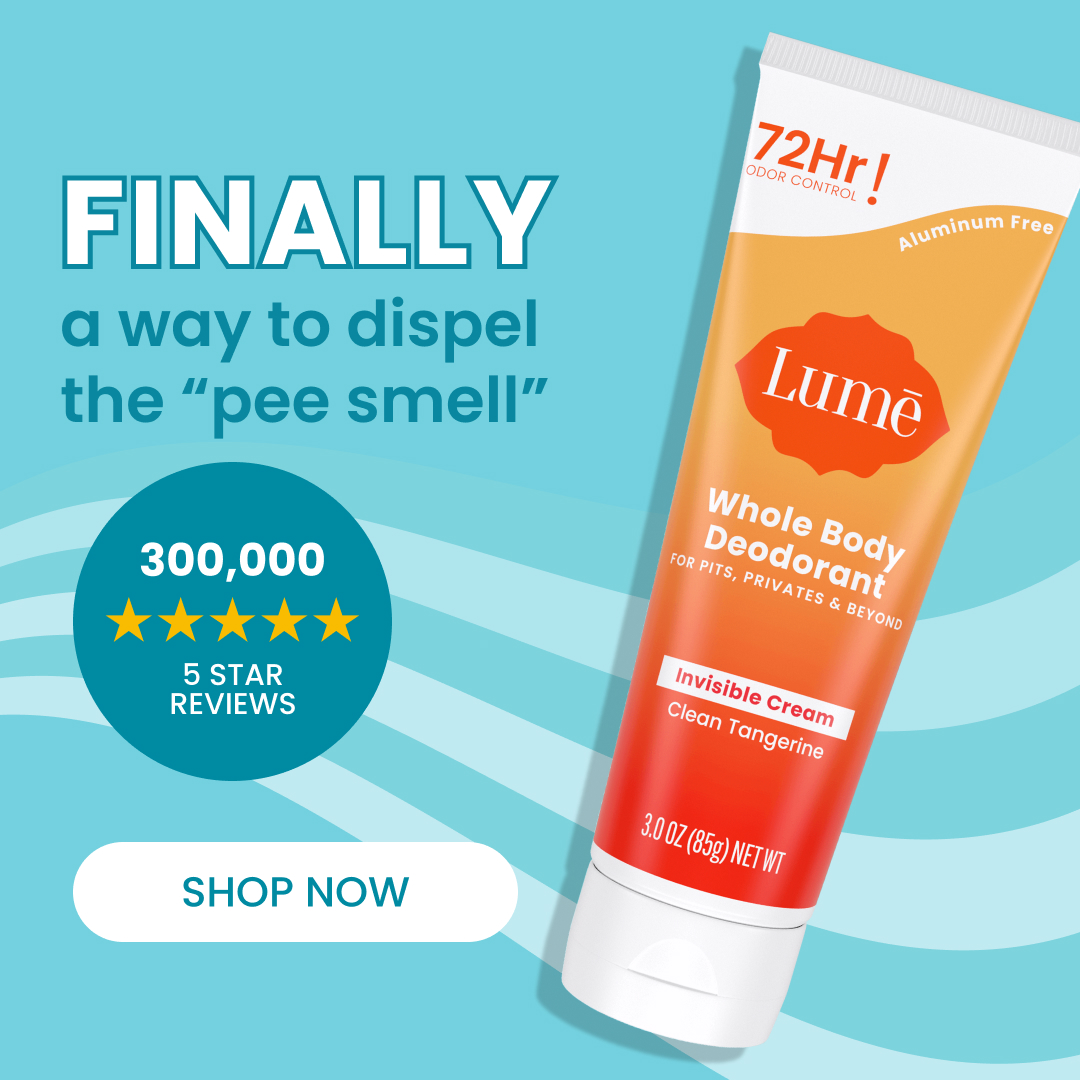 FINALLY
a way to dispel
the “pee smell”
300,000
5 STAR
REVIEWS
SHOP NOW
72Hr!
ODOR CONTROL
Aluminum Free
Lumē
Whole Body
Deodorant
FOR PITS, PRIVATES & BEYOND
Invisible Cream
Clean Tangerine
3.0 OZ (85g) NET WT